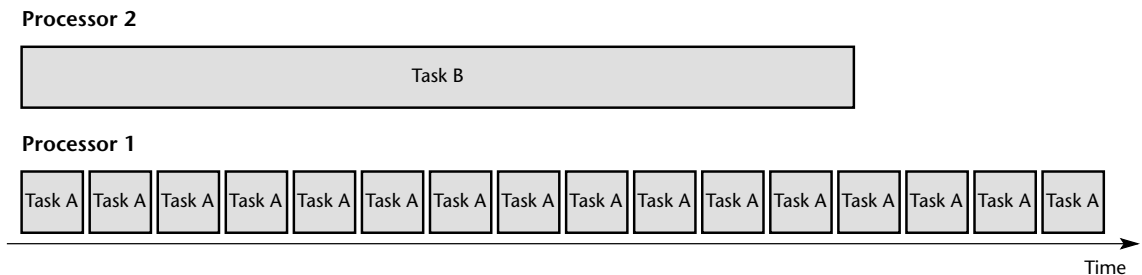 Processor 2
Task B
Processor 1
Task A Task A Task A Task A Task A Task A Task A Task A Task A Task A Task A Task A Task A Task A Task A Task A
Time